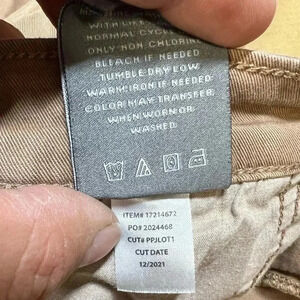 WITH LIKE
NORMAL CYCLE
ONLY NON CHLORINE
BLEACH IF NEEDED
TUMBLE DRY LOW
WARM IRON IF NEEDED
COLOR MAY TRANSFER
WHEN WORN OR
WASHED
ITEM# 17214672
PO# 2024468
CUT# PPJLOT1
CUT DATE
12/2021